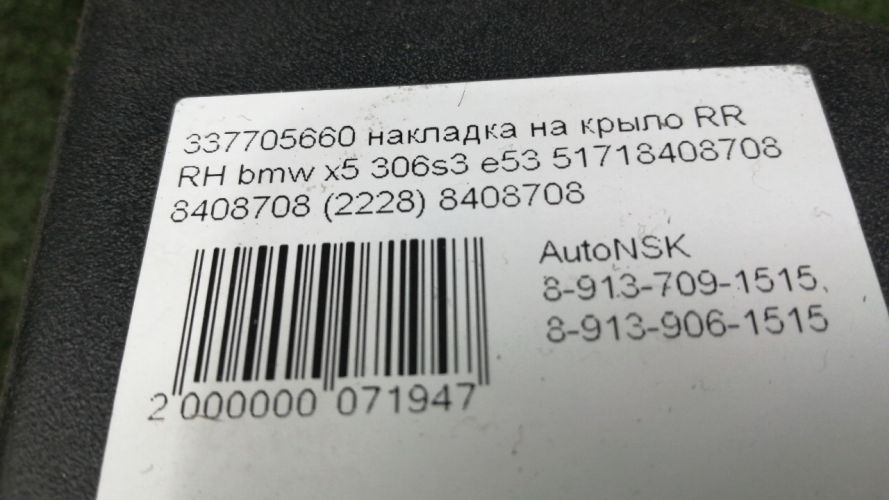 337705660 накладка на крыло RR
RH bmw x5 306s3 e53 51718408708
8408708 (2228) 8408708
AutoNSK
8-913-709-1515,
8-913-906-1515
2 000000 071947